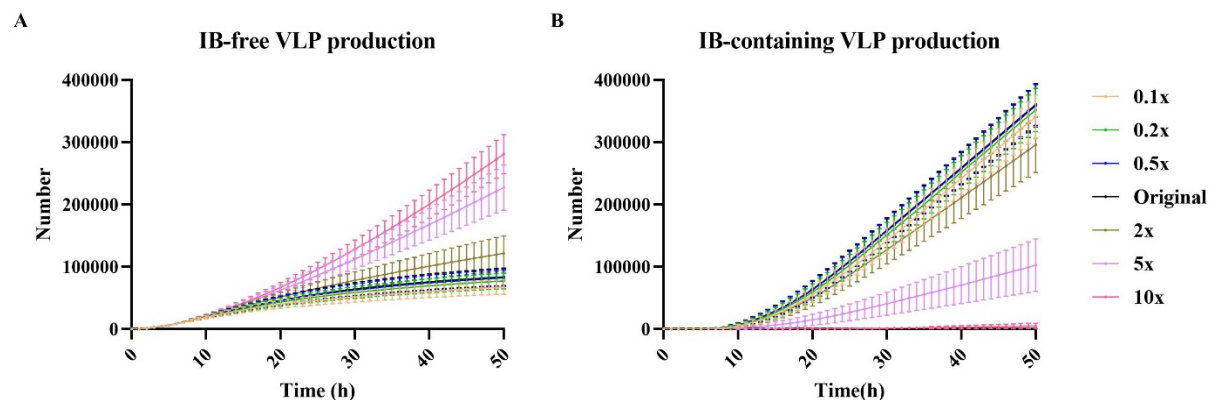 A
IB-free VLP production
400000
300000
200000
100000
0
Number
0
10
20
30
40
50
Time (h)
B
IB-containing VLP production
400000
300000
200000
100000
0
Number
0
10
20
30
40
50
Time(h)
0.1x
0.2x
0.5x
Original
2x
5x
10x